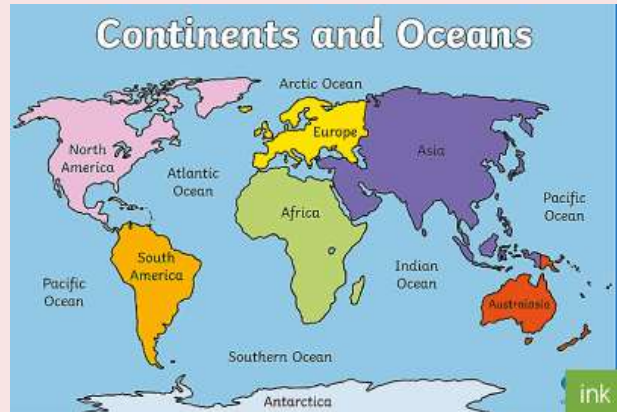 Continents and Oceans
Arctic Ocean
Europe
North
America
Asia
Atlantic
Ocean
Africa
Pacific
Ocean
South
America
Indian
Ocean
Pacific
Ocean
Australasia
Southern Ocean
Antarctica
ink